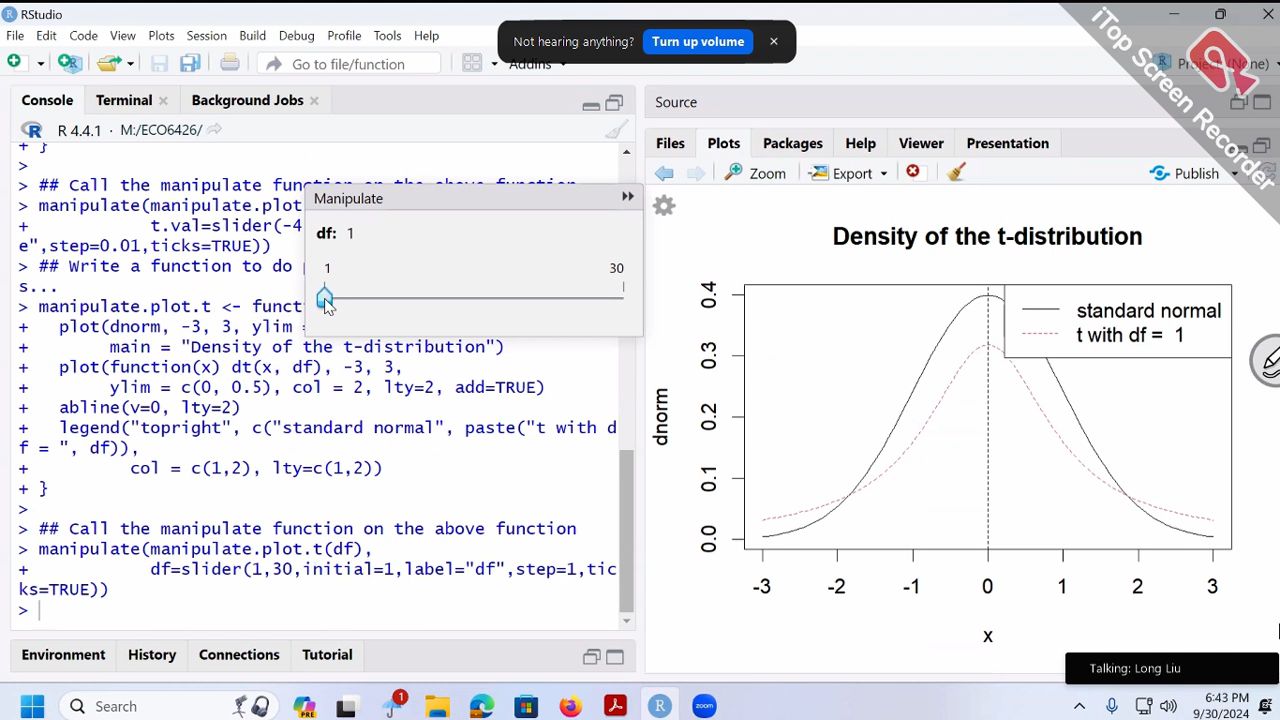 RStudio
File Edit Code View Plots Session Build Debug Profile Tools Help
Not hearing anything? Turn up volume
Go to file/function
Addins
Project: (None)
iTop Screen Recorder
Console Terminal Background Jobs
R 4.4.1 · M:/ECO6426/
+ }
>
> ## Call the manipulate function on the above function
> manipulate(manipulate.plot
+ t.val=slider(-4
e",step=0.01,ticks=TRUE))
> ## Write a function to do p
s...
> manipulate.plot.t <- funct
+ plot(dnorm, -3, 3, ylim =
+ main = "Density of the t-distribution")
+ plot(function(x) dt(x, df), -3, 3,
+ ylim = c(0, 0.5), col = 2, lty=2, add=TRUE)
+ abline(v=0, lty=2)
+ legend("topright", c("standard normal", paste("t with d
f = ", df)),
+ col = c(1,2), lty=c(1,2))
+ }
>
> ## Call the manipulate function on the above function
> manipulate(manipulate.plot.t(df),
+ df=slider(1,30,initial=1,label="df",step=1,tic
ks=TRUE))
>
Manipulate
df: 1
1 30
Environment History Connections Tutorial
Source
Files Plots Packages Help Viewer Presentation
Zoom Export Publish
Density of the t-distribution
standard normal
t with df = 1
dnorm
0.4
0.3
0.2
0.1
0.0
-3 -2 -1 0 1 2 3
x
Talking: Long Liu
Search
PRE
1
zoom
6:43 PM
9/30/2024